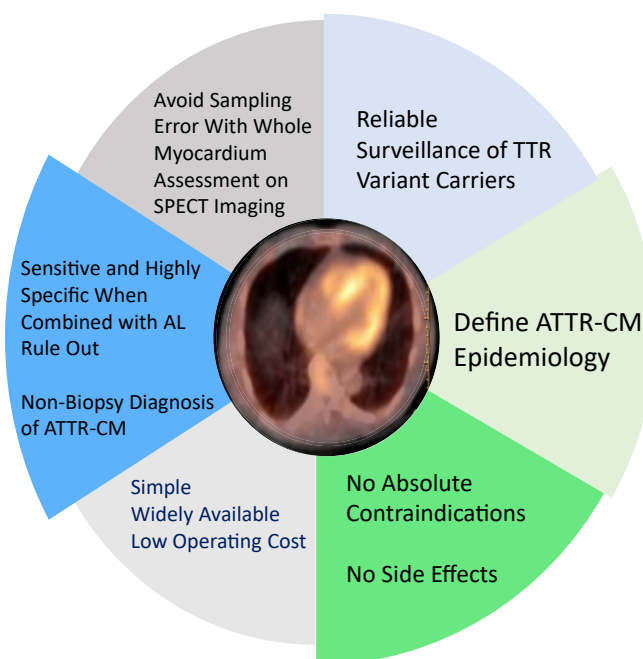 Avoid Sampling
Error With Whole
Myocardium
Assessment on
SPECT Imaging
Reliable
Surveillance of TTR
Variant Carriers
Define ATTR-CM
Epidemiology
No Absolute
Contraindications
No Side Effects
Simple
Widely Available
Low Operating Cost
Sensitive and Highly
Specific When
Combined with AL
Rule Out
Non-Biopsy Diagnosis
of ATTR-CM